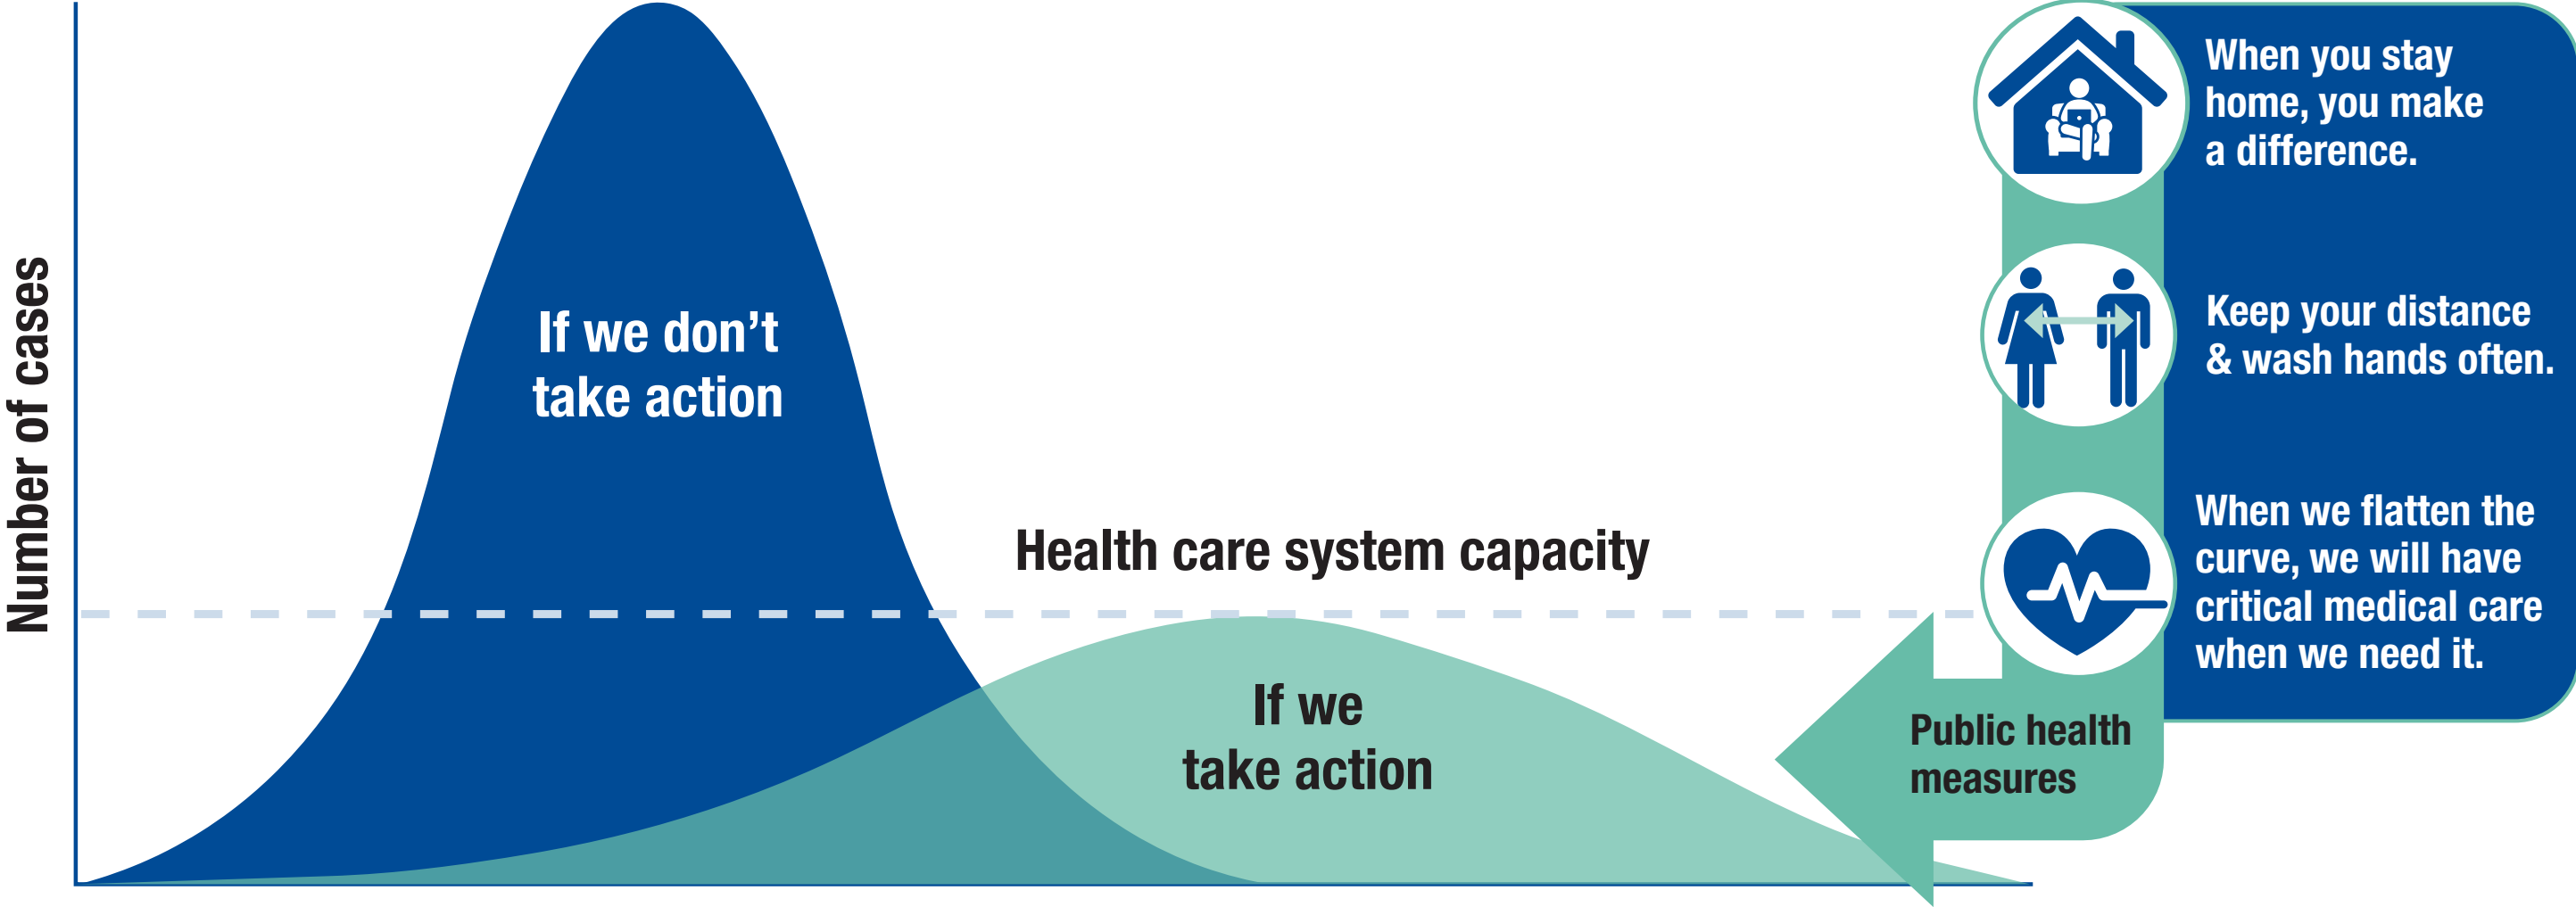 Number of cases
If we don’t
take action
Health care system capacity
If we
take action
When you stay
home, you make
a difference.
Keep your distance
& wash hands often.
When we flatten the
curve, we will have
critical medical care
when we need it.
Public health
measures